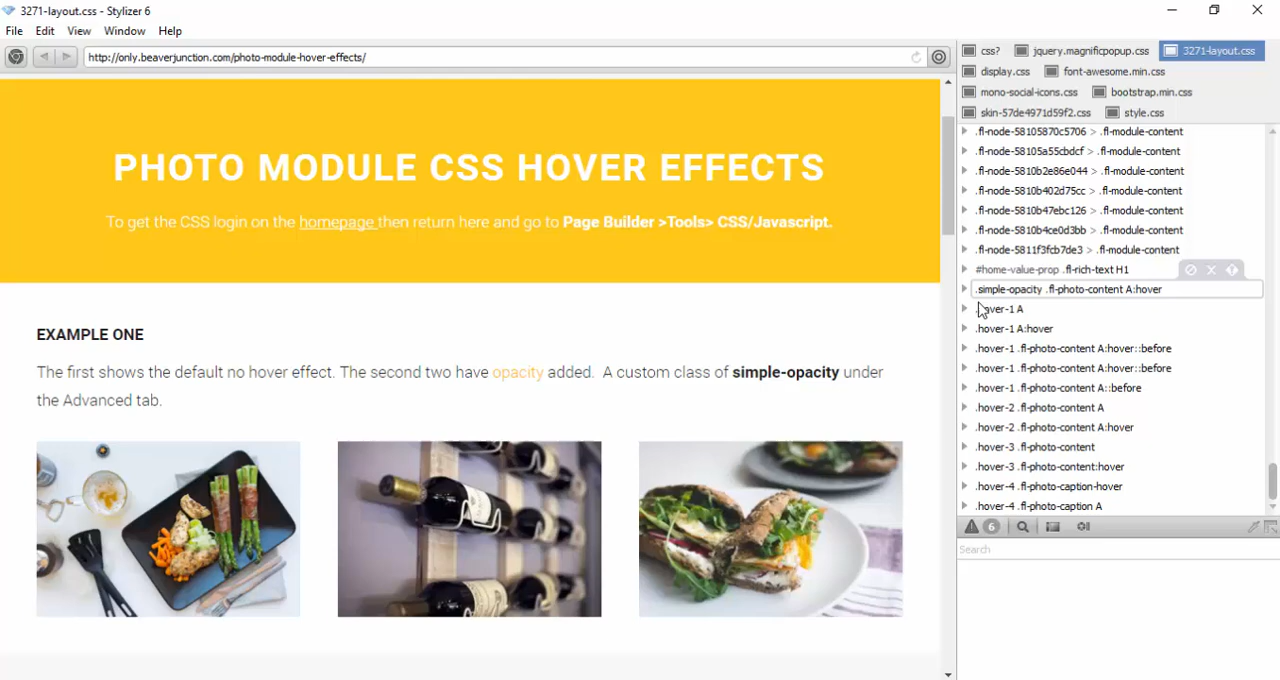 3271-layout.css - Stylizer 6
File Edit View Window Help
http://only.beaverjunction.com/photo-module-hover-effects/
css? jquery.magnificpopup.css 3271-layout.css
display.css font-awesome.min.css
mono-social-icons.css bootstrap.min.css
skin-57de4971d59f2.css style.css
PHOTO MODULE CSS HOVER EFFECTS
To get the CSS login on the homepage then return here and go to Page Builder >Tools> CSS/Javascript.
EXAMPLE ONE
The first shows the default no hover effect. The second two have opacity added. A custom class of simple-opacity under
the Advanced tab.
.fl-node-58105870c5706 > .fl-module-content
.fl-node-58105a55cbdcf > .fl-module-content
.fl-node-5810b2e86e044 > .fl-module-content
.fl-node-5810b402d75cc > .fl-module-content
.fl-node-5810b47ebc126 > .fl-module-content
.fl-node-5810b4ce0d3bb > .fl-module-content
.fl-node-5811f3fcb7de3 > .fl-module-content
#home-value-prop .fl-rich-text H1
.simple-opacity .fl-photo-content A:hover
.hover-1 A
.hover-1 A:hover
.hover-1 .fl-photo-content A:hover::before
.hover-1 .fl-photo-content A:hover::before
.hover-1 .fl-photo-content A::before
.hover-2 .fl-photo-content A
.hover-2 .fl-photo-content A:hover
.hover-3 .fl-photo-content
.hover-3 .fl-photo-content:hover
.hover-4 .fl-photo-caption-hover
.hover-4 .fl-photo-caption A
6
Search